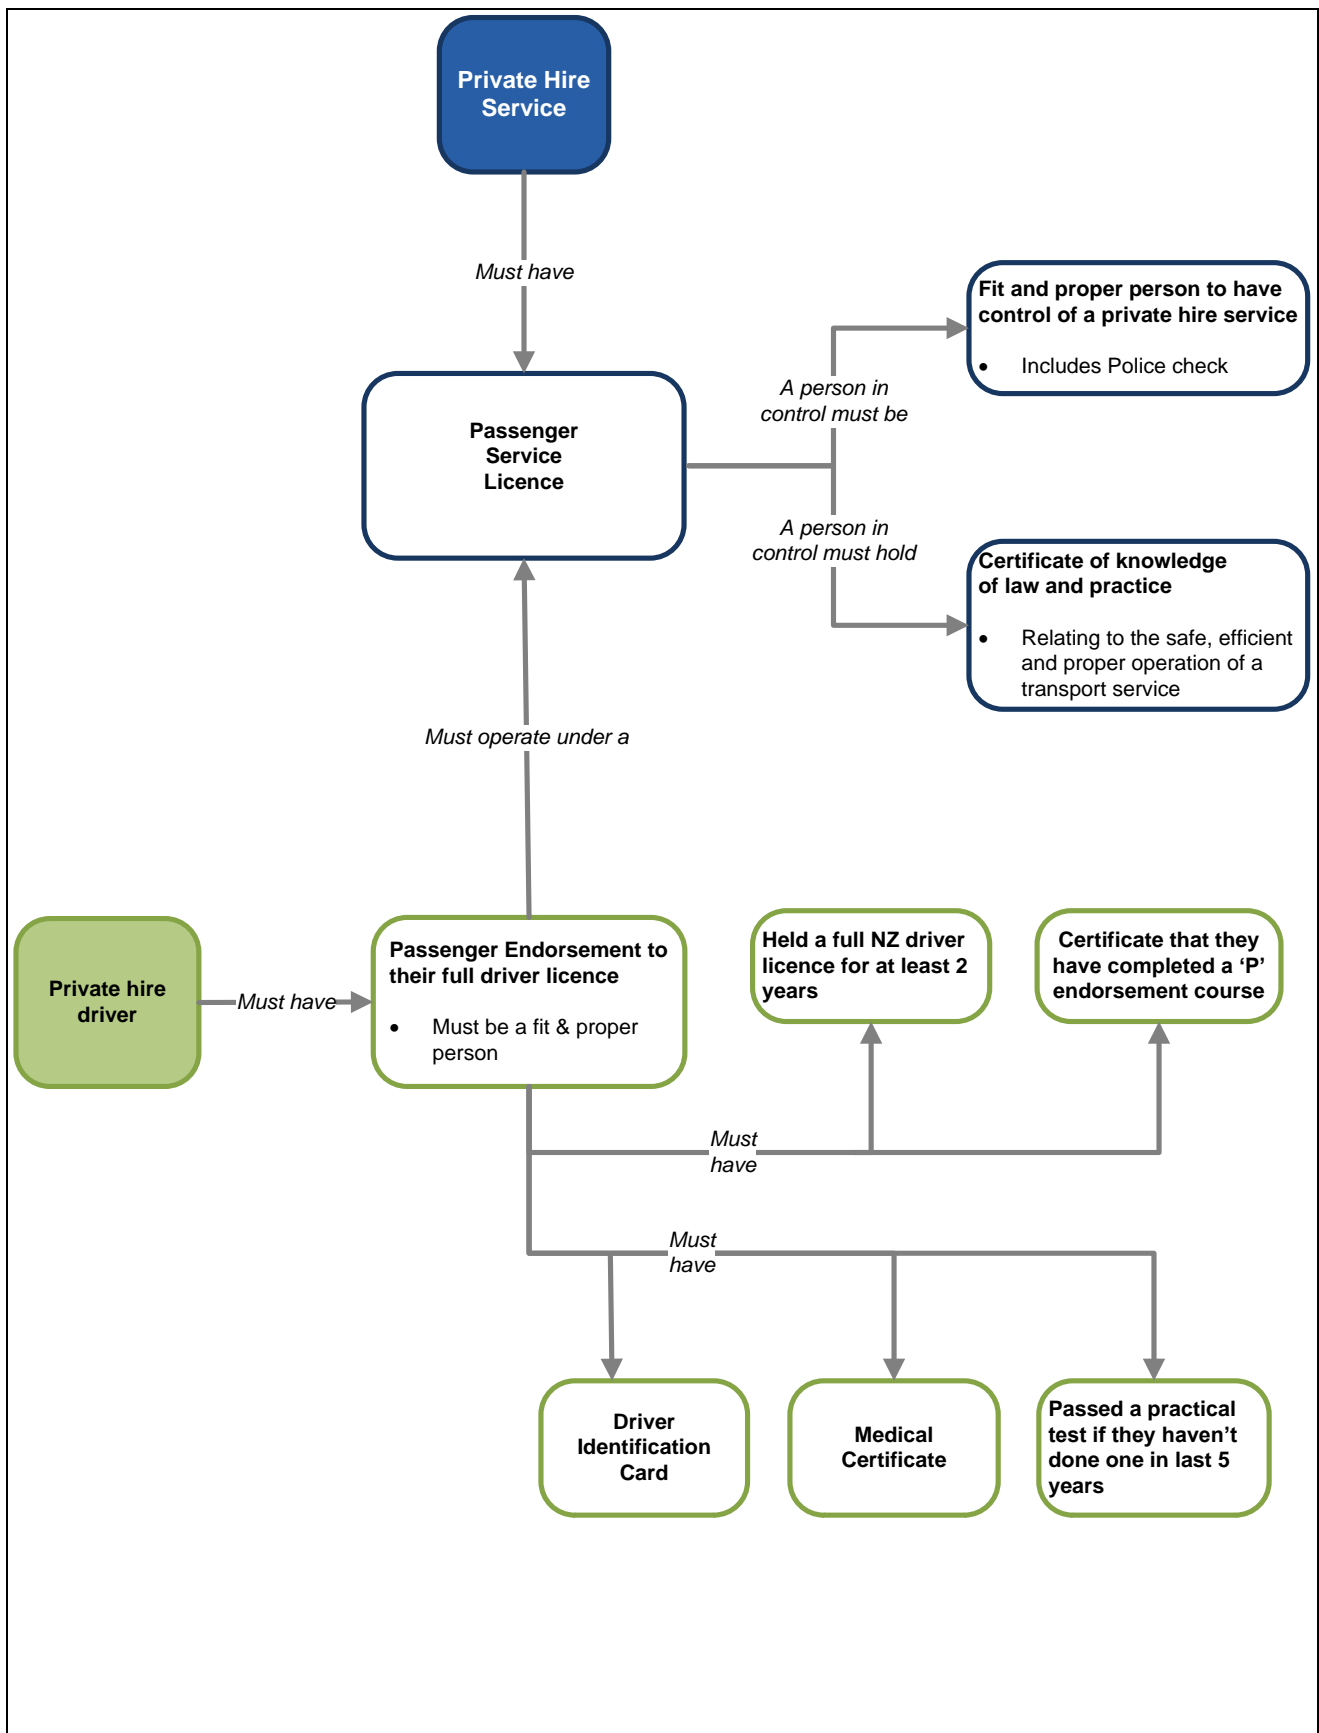 Private Hire
Service
Must have
Fit and proper person to have
control of a private hire service
• Includes Police check
A person in
control must be
Passenger
Service
Licence
A person in
control must hold
Certificate of knowledge
of law and practice
• Relating to the safe, efficient
and proper operation of a
transport service
Must operate under a
Private hire
driver
Must have
Passenger Endorsement to
their full driver licence
• Must be a fit & proper
person
Held a full NZ driver
licence for at least 2
years
Certificate that they
have completed a ‘P’
endorsement course
Must
have
Must
have
Driver
Identification
Card
Medical
Certificate
Passed a practical
test if they haven’t
done one in last 5
years